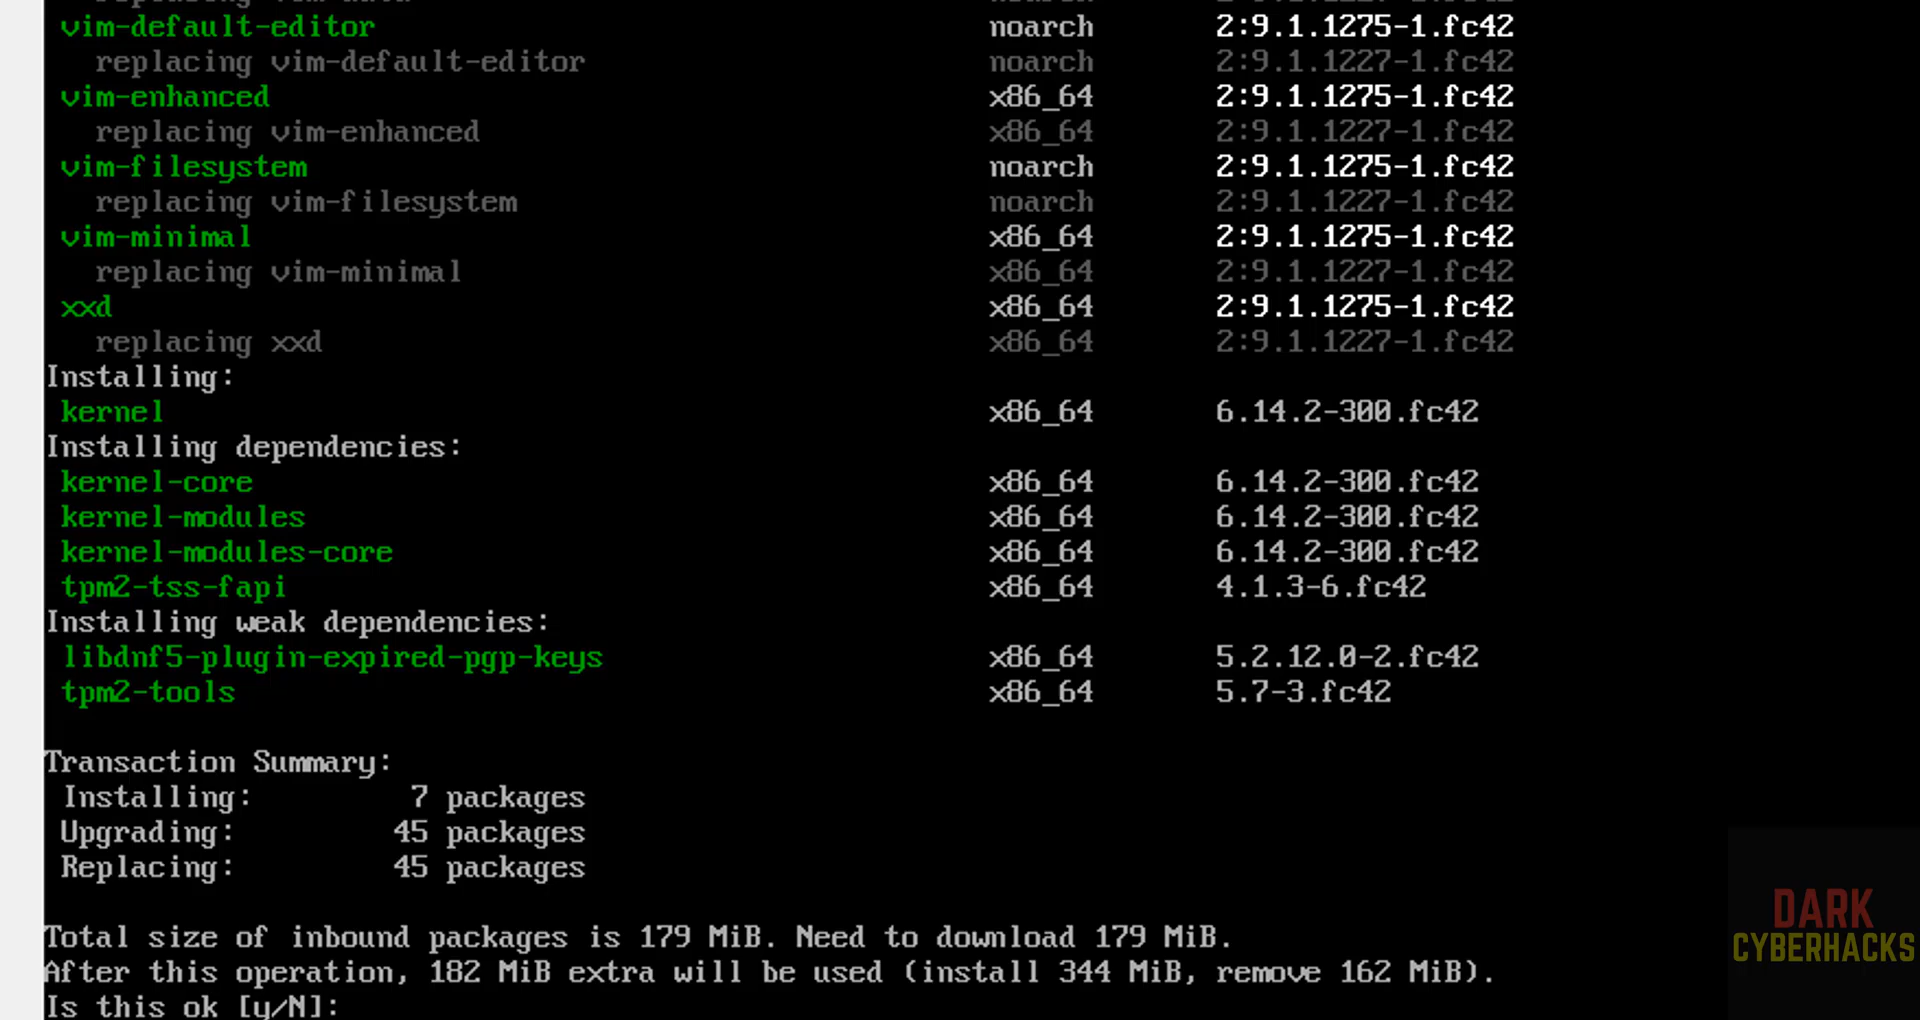 replacing vim-data
vim-default-editor noarch 2:9.1.1275-1.fc42
replacing vim-default-editor noarch 2:9.1.1227-1.fc42
vim-enhanced x86_64 2:9.1.1275-1.fc42
replacing vim-enhanced x86_64 2:9.1.1227-1.fc42
vim-filesystem noarch 2:9.1.1275-1.fc42
replacing vim-filesystem noarch 2:9.1.1227-1.fc42
vim-minimal x86_64 2:9.1.1275-1.fc42
replacing vim-minimal x86_64 2:9.1.1227-1.fc42
xxd x86_64 2:9.1.1275-1.fc42
replacing xxd x86_64 2:9.1.1227-1.fc42
Installing:
kernel x86_64 6.14.2-300.fc42
Installing dependencies:
kernel-core x86_64 6.14.2-300.fc42
kernel-modules x86_64 6.14.2-300.fc42
kernel-modules-core x86_64 6.14.2-300.fc42
tpm2-tss-fapi x86_64 4.1.3-6.fc42
Installing weak dependencies:
libdnf5-plugin-expired-pgp-keys x86_64 5.2.12.0-2.fc42
tpm2-tools x86_64 5.7-3.fc42
Transaction Summary:
Installing: 7 packages
Upgrading: 45 packages
Replacing: 45 packages
Total size of inbound packages is 179 MiB. Need to download 179 MiB.
After this operation, 182 MiB extra will be used (install 344 MiB, remove 162 MiB).
Is this ok [y/N]:
DARK
CYBERHACKS